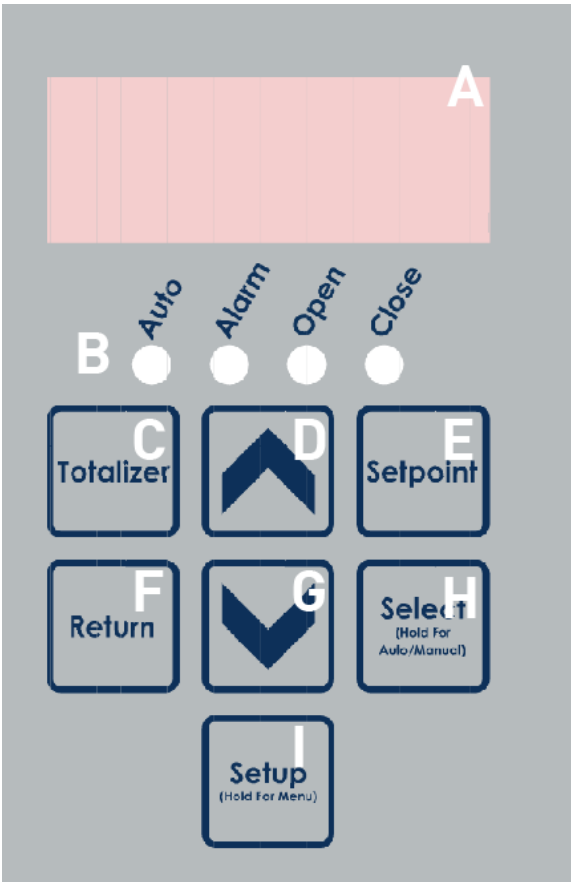 A
Auto Alarm Open Close
B
C D E
Totalizer Setpoint
F G H
Return Select
(Hold For
Auto/Manual)
I
Setup
(Hold For Menu)